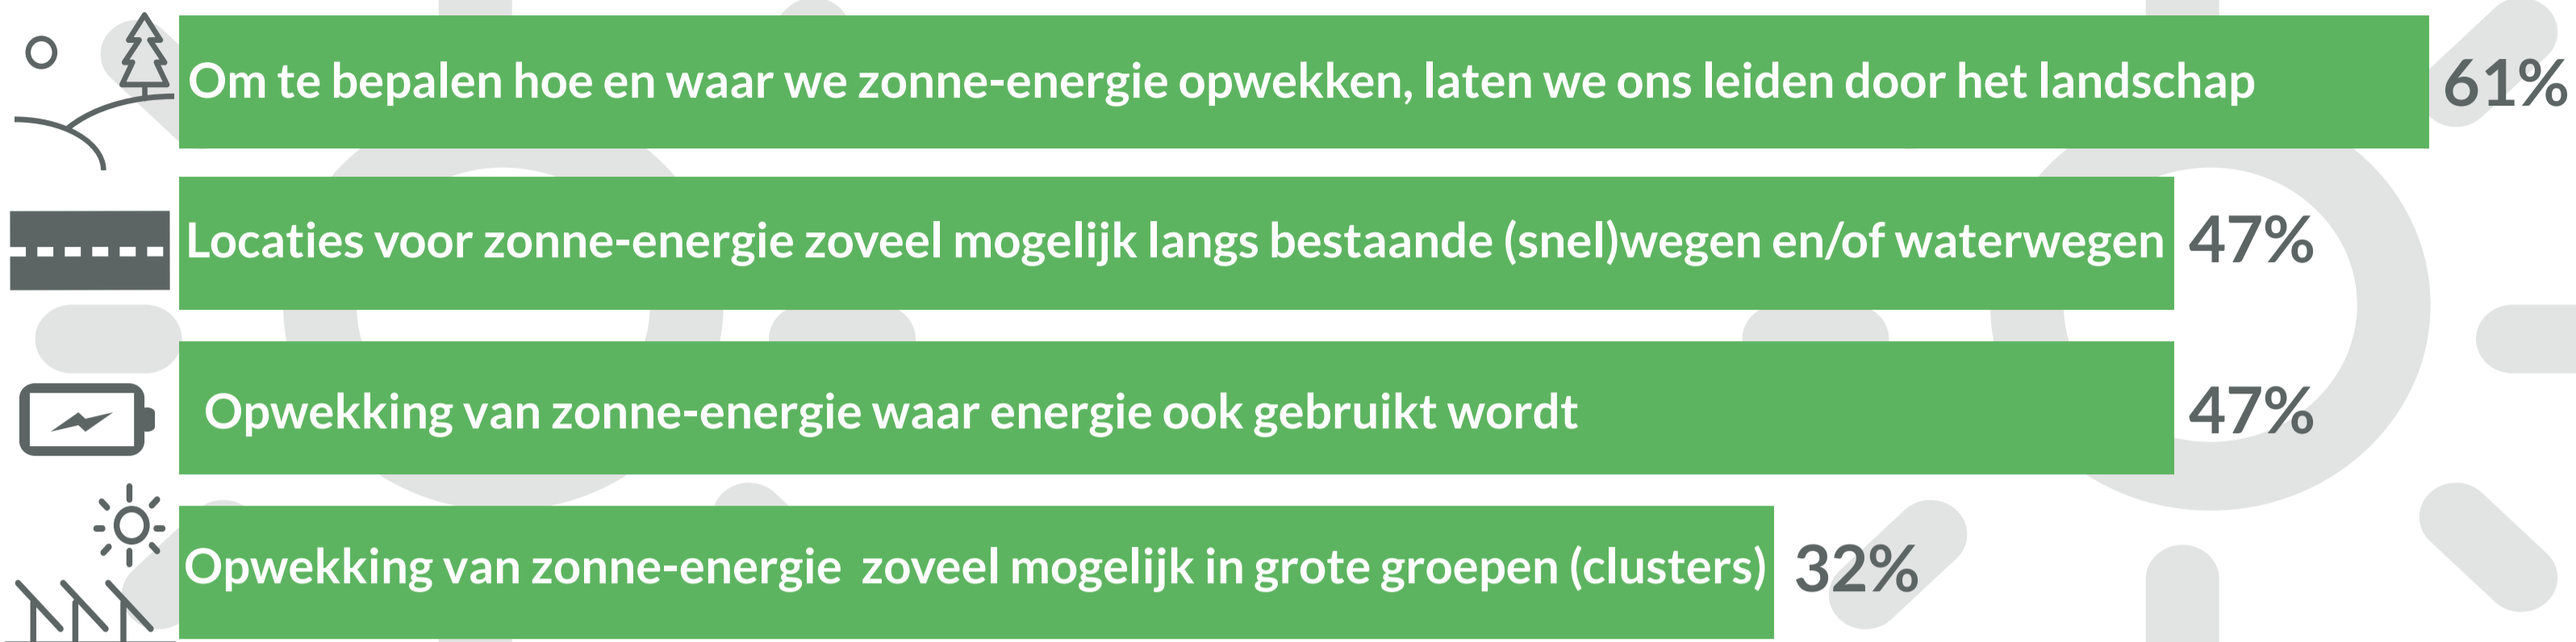 Om te bepalen hoe en waar we zonne-energie opwekken, laten we ons leiden door het landschap 61%
Locaties voor zonne-energie zoveel mogelijk langs bestaande (snel)wegen en/of waterwegen 47%
Opwekking van zonne-energie waar energie ook gebruikt wordt 47%
Opwekking van zonne-energie zoveel mogelijk in grote groepen (clusters) 32%